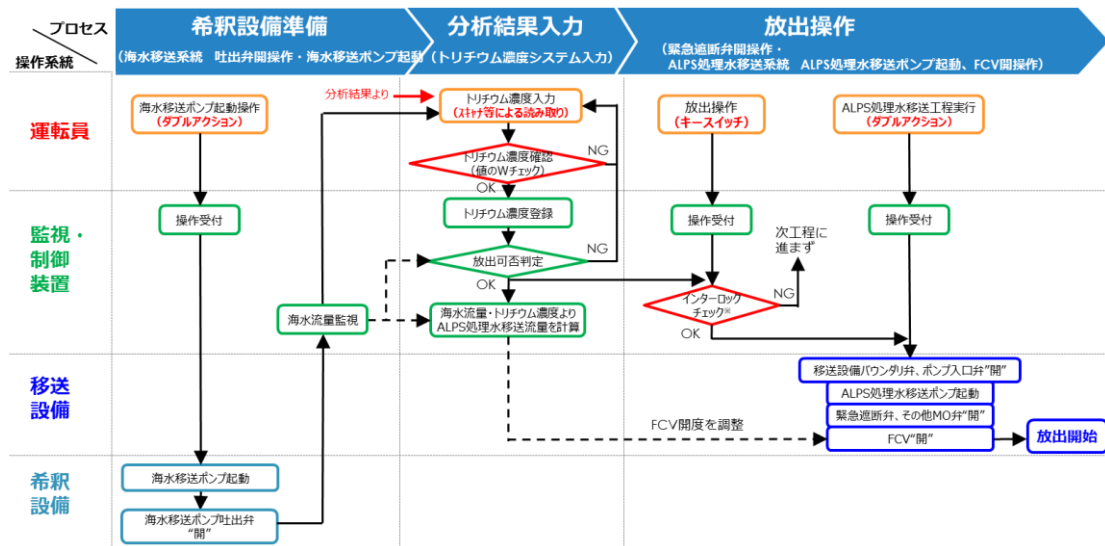 プロセス
操作系統
希釈設備準備
(海水移送系統 吐出弁開操作・海水移送ポンプ起動)
分析結果入力
(トリチウム濃度システム入力)
放出操作
(緊急遮断弁開操作・
ALPS処理水移送系統 ALPS処理水移送ポンプ起動、FCV開操作)
運転員
海水移送ポンプ起動操作
(ダブルアクション)
分析結果より
トリチウム濃度入力
(スキャナ等による読み取り)
トリチウム濃度確認
(値のWチェック)
NG
OK
放出操作
(キースイッチ)
ALPS処理水移送工程実行
(ダブルアクション)
監視・
制御
装置
操作受付
トリチウム濃度登録
放出可否判定
NG
OK
海水流量監視
海水流量・トリチウム濃度より
ALPS処理水移送流量を計算
操作受付
操作受付
次工程に
進まず
インターロック
チェック※
NG
OK
移送
設備
移送設備バウンダリ弁、ポンプ入口弁"開"
ALPS処理水移送ポンプ起動
緊急遮断弁、その他MO弁"開"
FCV開度を調整
FCV"開"
放出開始
希釈
設備
海水移送ポンプ起動
海水移送ポンプ吐出弁
"開"